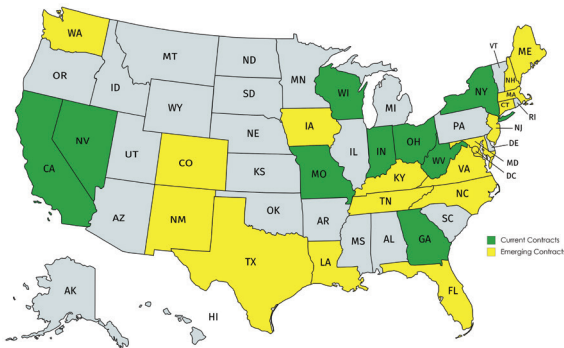 WA
MT
ND
MN
VT
ME
OR
ID
SD
WI
NY
NH
MA
CT
RI
WY
MI
IA
NE
PA
NJ
NV
UT
CO
IL
IN
OH
DE
MD
DC
CA
KS
MO
WV
VA
KY
NC
TN
AZ
NM
OK
AR
SC
MS
AL
GA
TX
LA
FL
AK
HI
Current Contracts
Emerging Contracts